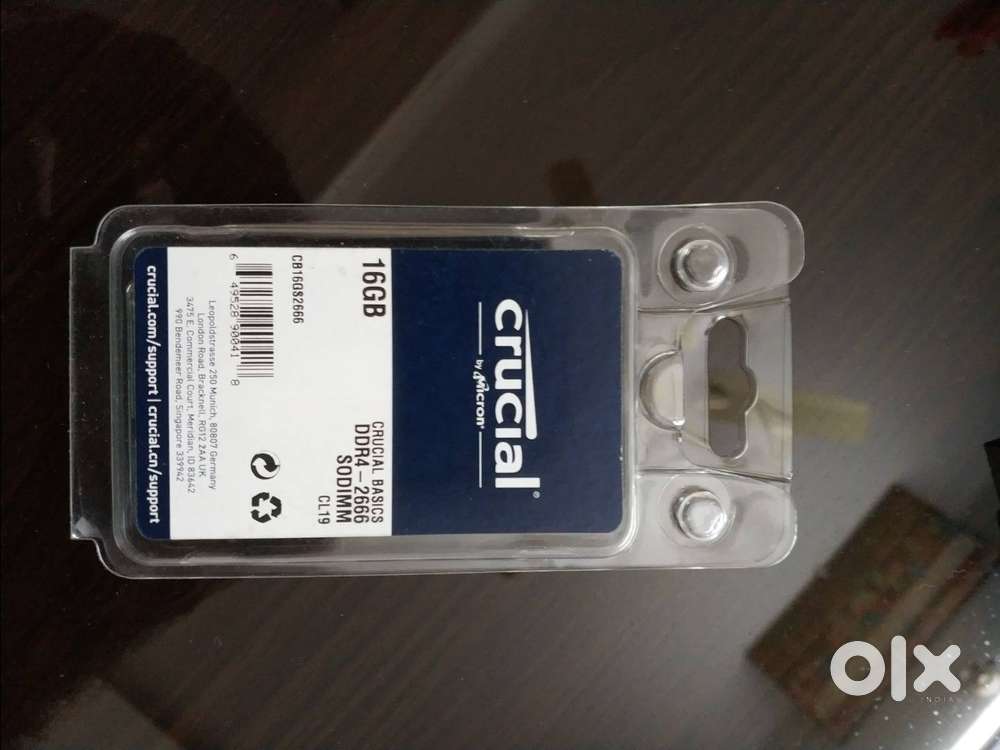 crucial®
by Micron®
16GB
CRUCIAL BASICS
DDR4-2666
SODIMM
CL19
CB16GS2666
6 49528 90041 8
Leopoldstrasse 250 Munich, 80807 Germany
London Road, Bracknell, RG12 2AA UK
3475 E. Commercial Court, Meridian, ID 83642
990 Bendemeer Road, Singapore 339942
crucial.com/support | crucial.cn/support
olx
INDIA